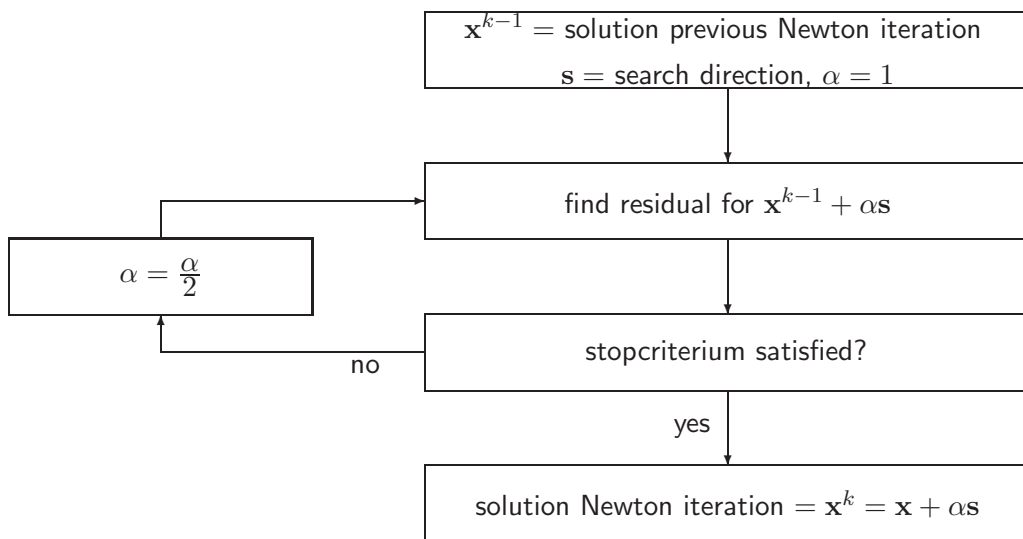 𝐱^{k−1} = solution previous Newton iteration
𝐬 = search direction, α = 1
find residual for 𝐱^{k−1} + α𝐬
α = α/2
stopcriterium satisfied?
no
yes
solution Newton iteration = 𝐱^k = 𝐱 + α𝐬